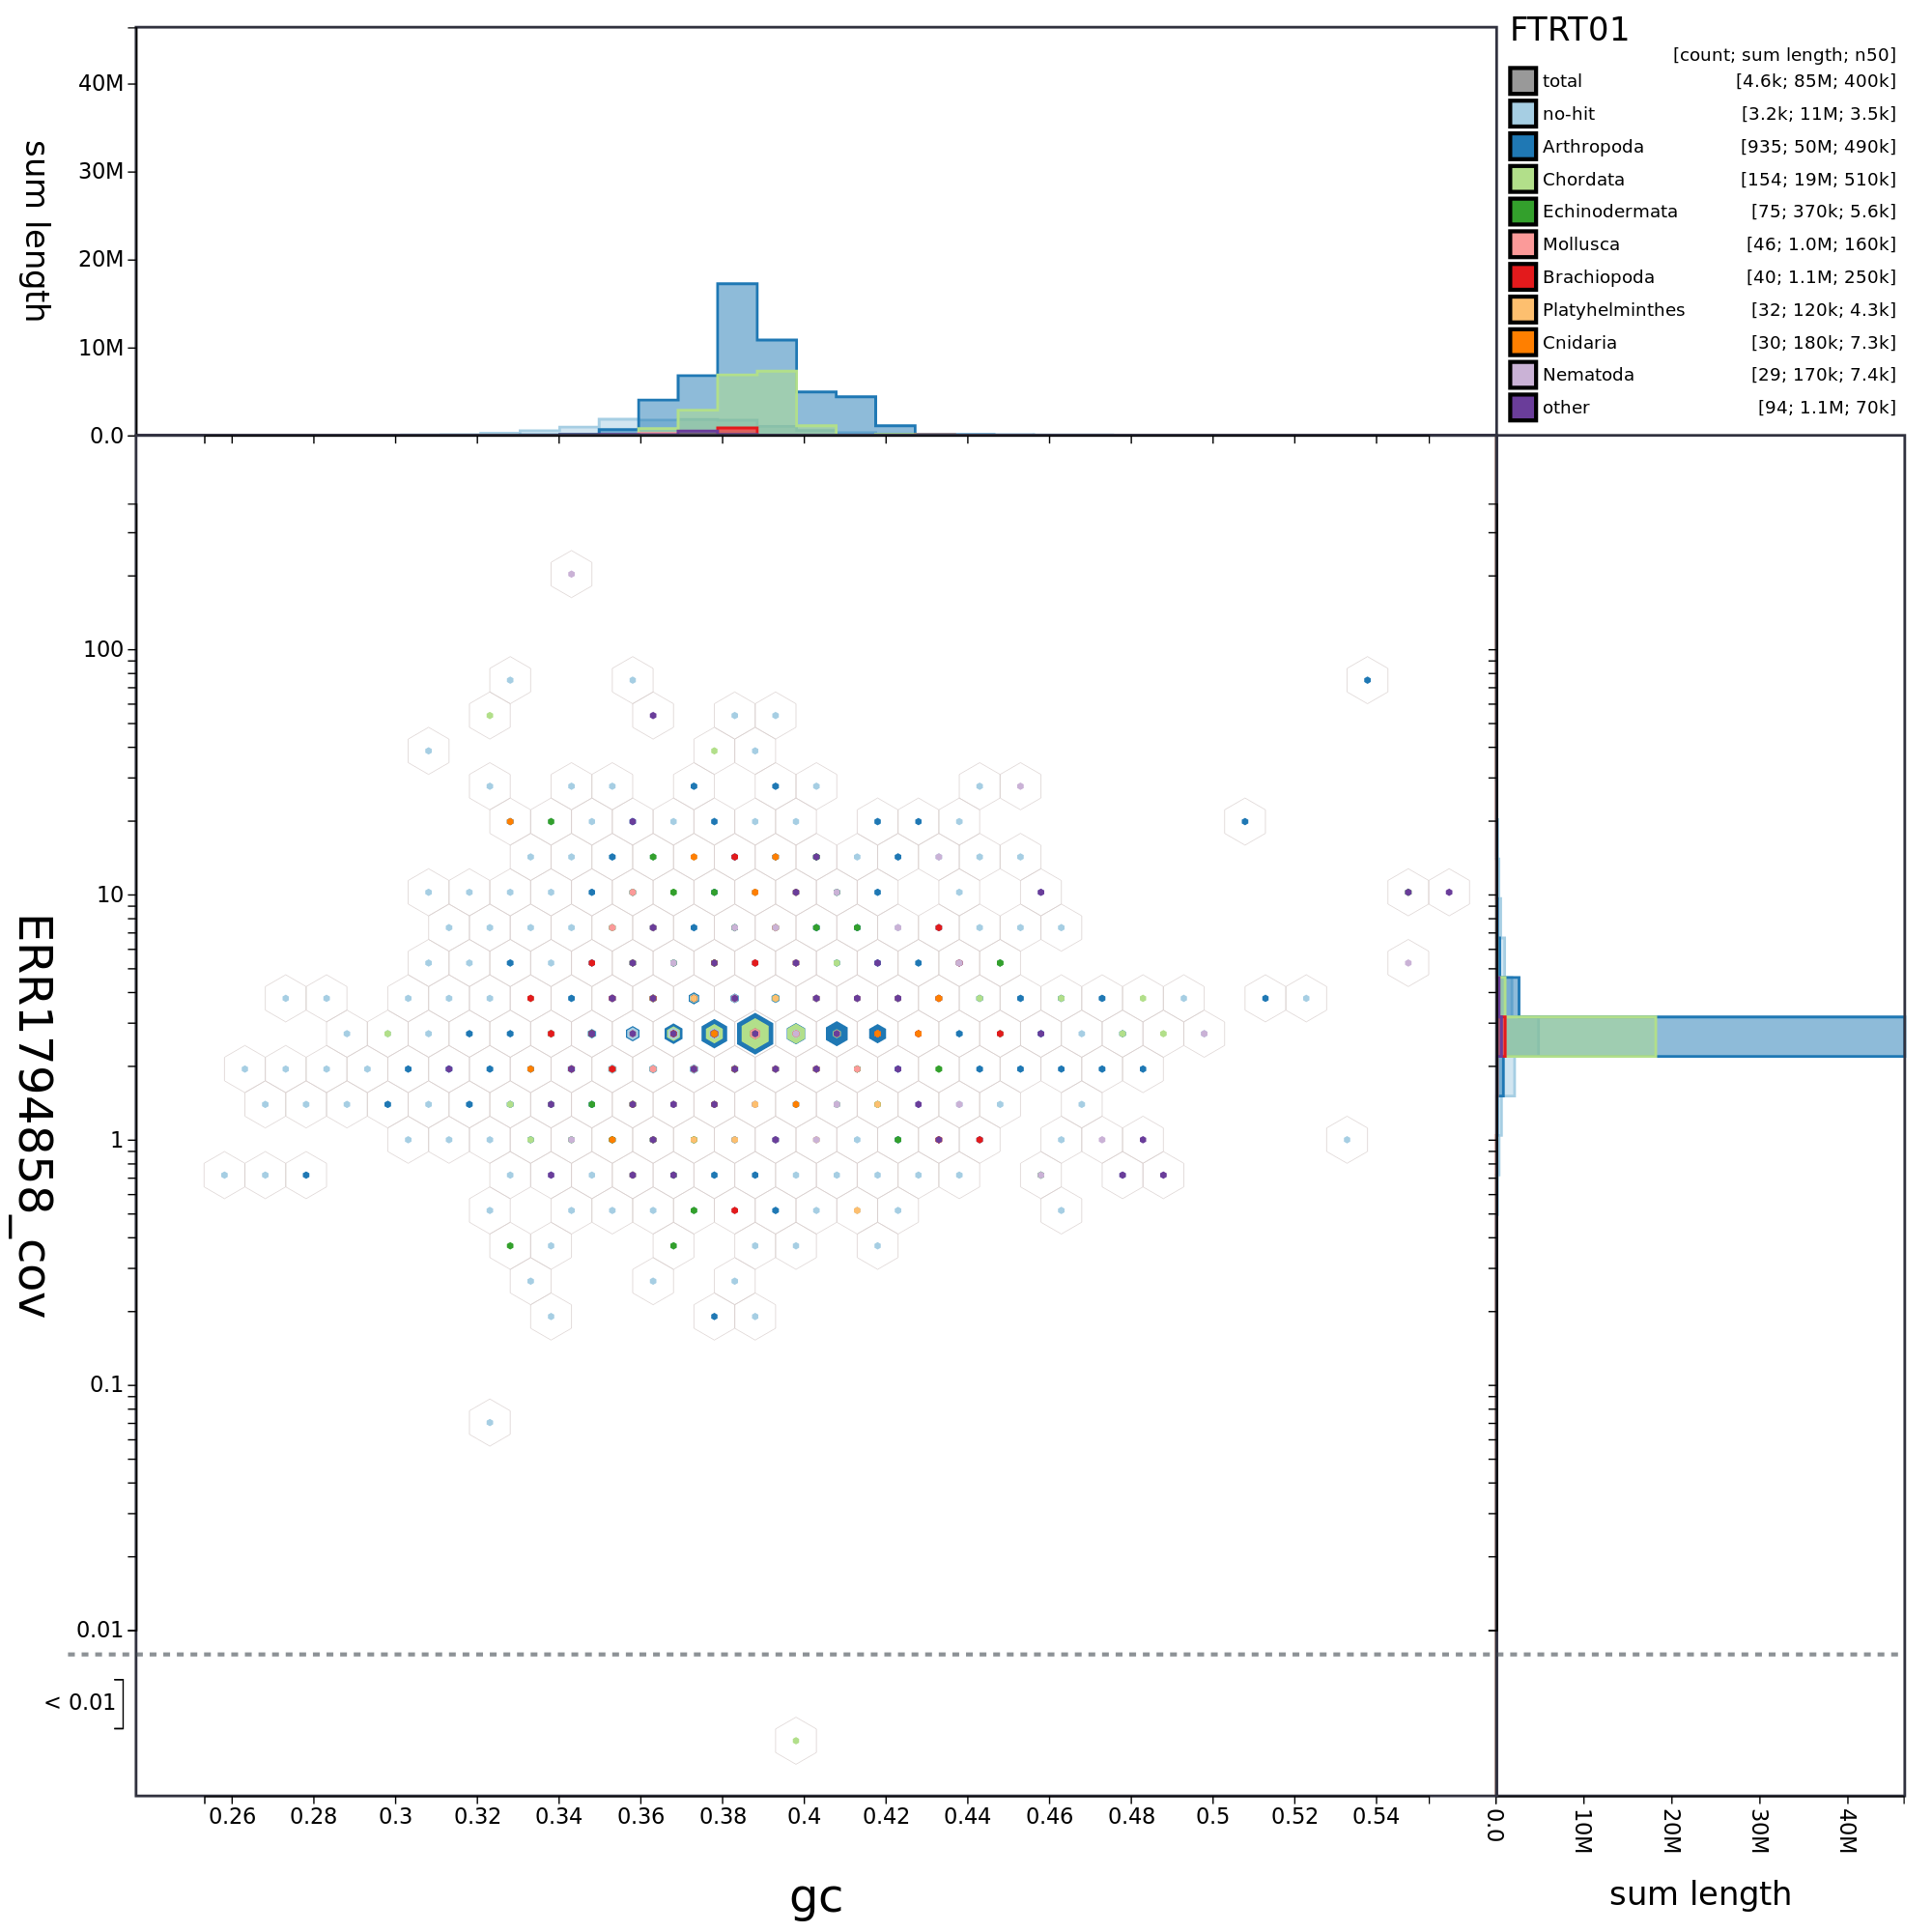 FTRT01
[count; sum length; n50]
total [4.6k; 85M; 400k]
no-hit [3.2k; 11M; 3.5k]
Arthropoda [935; 50M; 490k]
Chordata [154; 19M; 510k]
Echinodermata [75; 370k; 5.6k]
Mollusca [46; 1.0M; 160k]
Brachiopoda [40; 1.1M; 250k]
Platyhelminthes [32; 120k; 4.3k]
Cnidaria [30; 180k; 7.3k]
Nematoda [29; 170k; 7.4k]
other [94; 1.1M; 70k]
sum length
40M
30M
20M
10M
0.0
ERR1794858_cov
100
10
1
0.1
0.01
< 0.01
0.26 0.28 0.3 0.32 0.34 0.36 0.38 0.4 0.42 0.44 0.46 0.48 0.5 0.52 0.54
gc
0.0 10M 20M 30M 40M
sum length